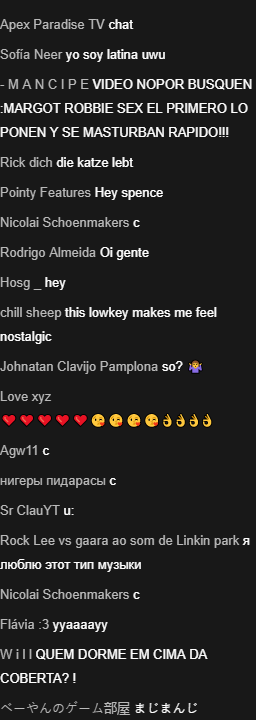 Apex Paradise TV chat
Sofía Neer yo soy latina uwu
- M A N C I P E VIDEO NOPOR BUSQUEN
:MARGOT ROBBIE SEX EL PRIMERO LO
PONEN Y SE MASTURBAN RAPIDO!!!
Rick dich die katze lebt
Pointy Features Hey spence
Nicolai Schoenmakers c
Rodrigo Almeida Oi gente
Hosg _ hey
chill sheep this lowkey makes me feel
nostalgic
Johnatan Clavijo Pamplona so? 🤷‍♀️
Love xyz
❤️❤️❤️❤️❤️😘😘😘😘👌👌👌👌
Agw11 c
нигеры пидарасы c
Sr ClauYT u:
Rock Lee vs gaara ao som de Linkin park я
люблю этот тип музыки
Nicolai Schoenmakers c
Flávia :3 yyaaaayy
W i l l QUEM DORME EM CIMA DA
COBERTA? !
べーやんのゲーム部屋 まじまんじ